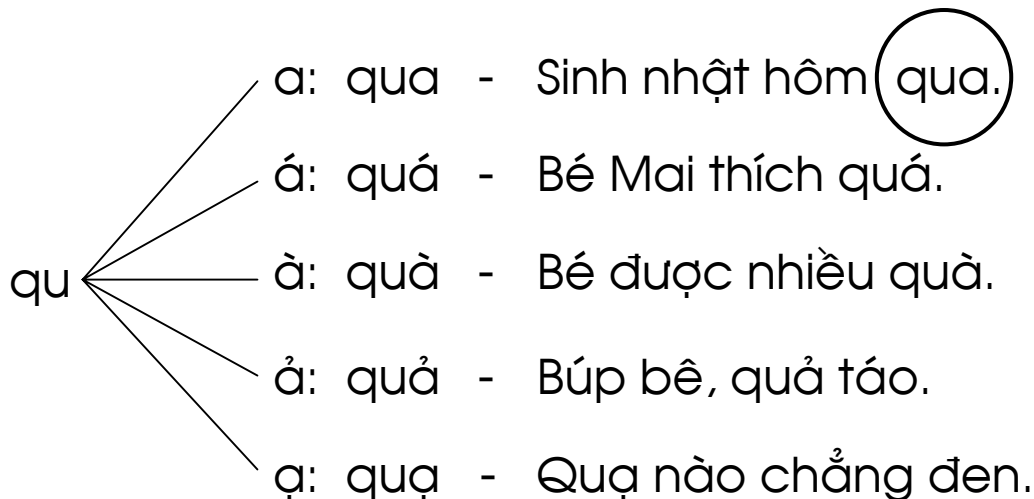 a: qua - Sinh nhật hôm qua.
á: quá - Bé Mai thích quá.
qu à: quà - Bé được nhiều quà.
ả: quả - Búp bê, quả táo.
ạ: quạ - Quạ nào chẳng đen.